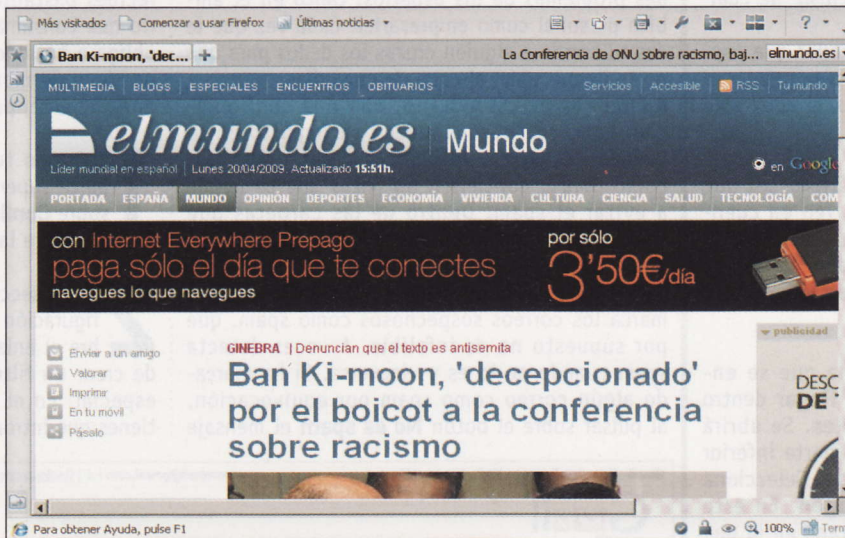 Más visitados Comenzar a usar Firefox Últimas noticias
Ban Ki-moon, 'dec... La Conferencia de ONU sobre racismo, baj... elmundo.es
MULTIMEDIA BLOGS ESPECIALES ENCUENTROS OBITUARIOS Servicios Accesible RSS Tu mundo
elmundo.es Mundo
Líder mundial en español Lunes 20/04/2009. Actualizado 15:51h.
en Google
PORTADA ESPAÑA MUNDO OPINIÓN DEPORTES ECONOMÍA VIVIENDA CULTURA CIENCIA SALUD TECNOLOGÍA COM
con Internet Everywhere Prepago
paga sólo el día que te conectes
navegues lo que navegues
por sólo
3'50€/día
publicidad
Enviar a un amigo
Valorar
Imprimir
En tu móvil
Pásalo
GINEBRA | Denuncian que el texto es antisemita
Ban Ki-moon, 'decepcionado'
por el boicot a la conferencia
sobre racismo
DESC
DE
Para obtener Ayuda, pulse F1 100% Term